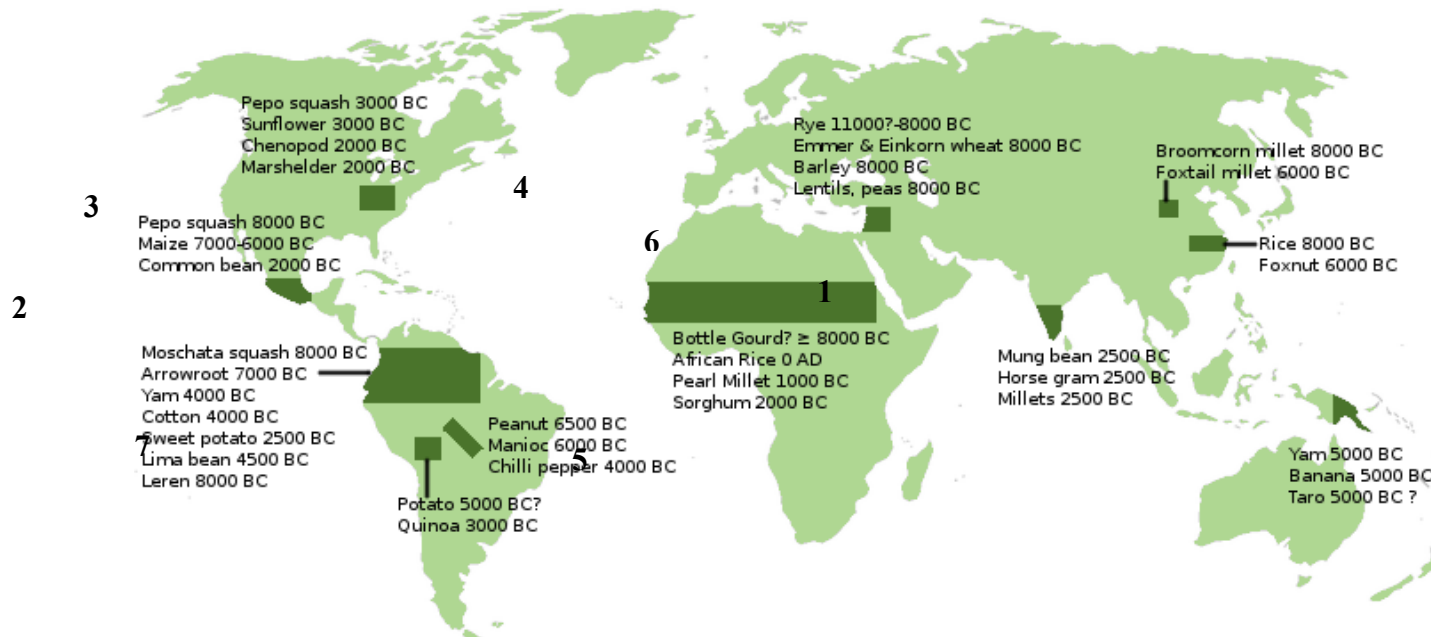 Pepo squash 3000 BC
Sunflower 3000 BC
Chenopod 2000 BC
Marshelder 2000 BC
4
3
Pepo squash 8000 BC
Maize 7000-6000 BC
Common bean 2000 BC
2
Rye 11000?-8000 BC
Emmer & Einkorn wheat 8000 BC
Barley 8000 BC
Lentils, peas 8000 BC
Broomcorn millet 8000 BC
Foxtail millet 6000 BC
6
Rice 8000 BC
Foxnut 6000 BC
1
Bottle Gourd? ≥ 8000 BC
African Rice 0 AD
Pearl Millet 1000 BC
Sorghum 2000 BC
Mung bean 2500 BC
Horse gram 2500 BC
Millets 2500 BC
Moschata squash 8000 BC
Arrowroot 7000 BC
Yam 4000 BC
Cotton 4000 BC
Sweet potato 2500 BC
7
Lima bean 4500 BC
Leren 8000 BC
Peanut 6500 BC
Manioc 6000 BC
5
Chilli pepper 4000 BC
Potato 5000 BC?
Quinoa 3000 BC
Yam 5000 BC
Banana 5000 BC
Taro 5000 BC ?